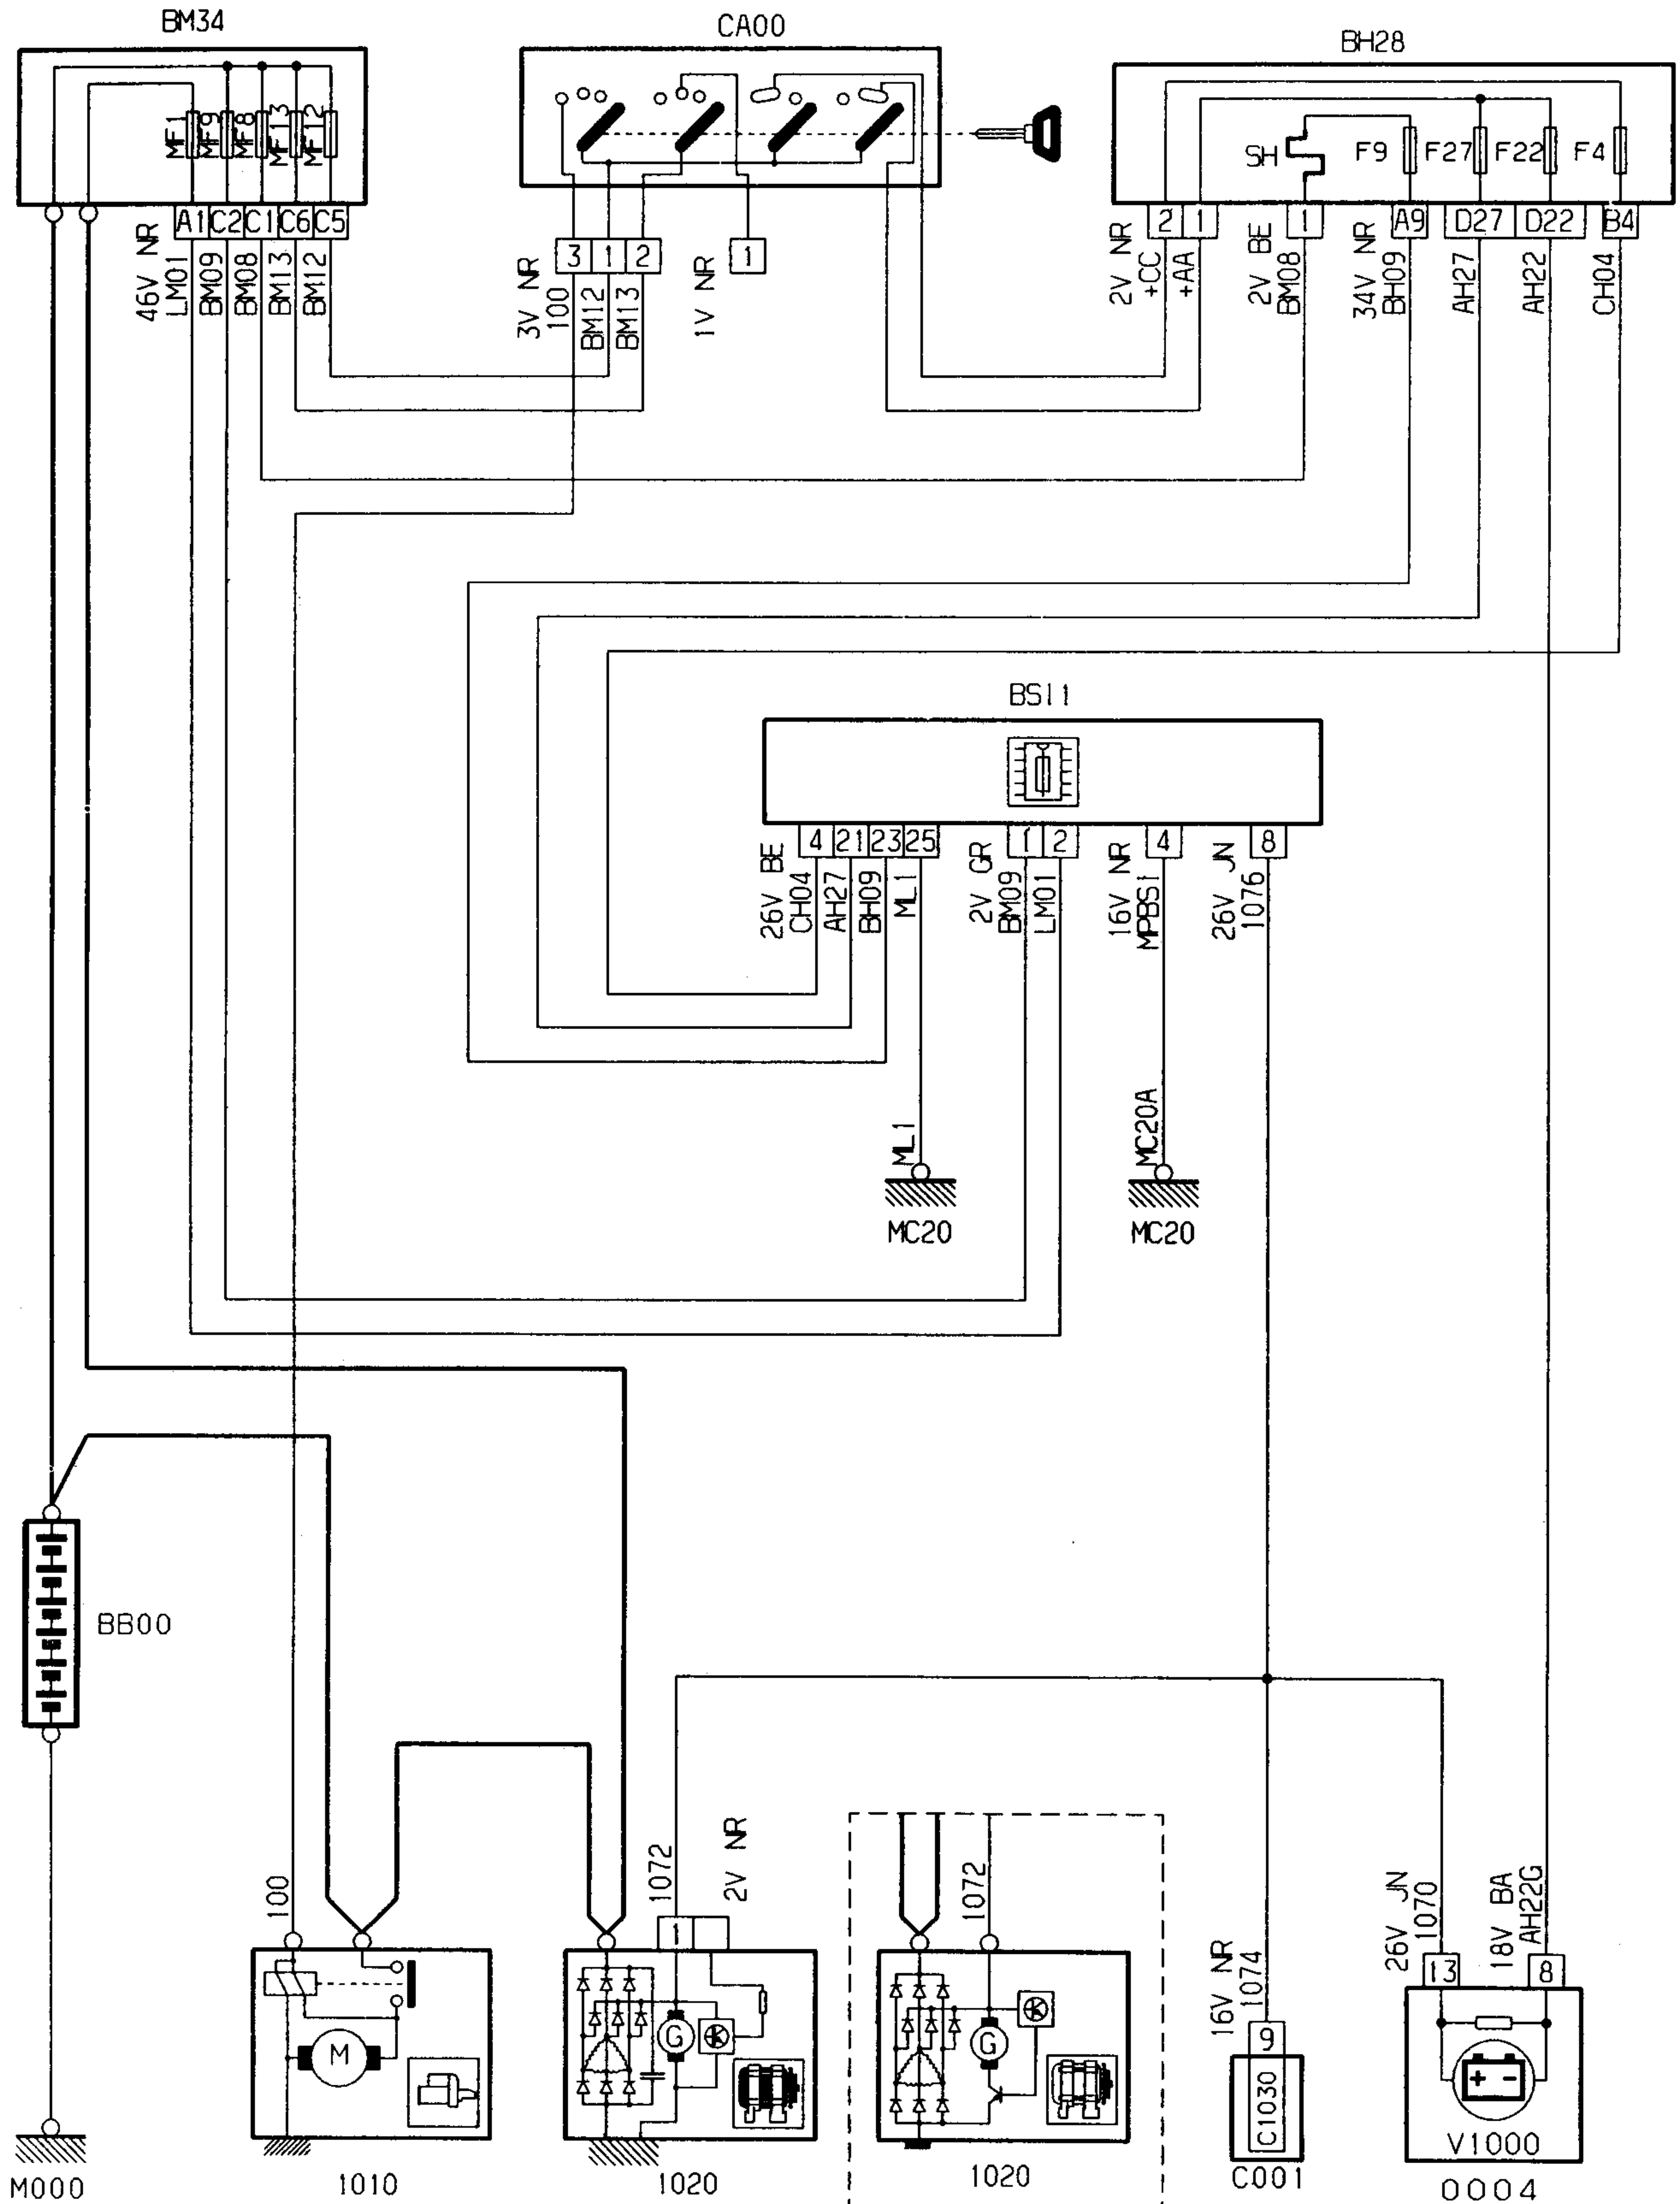 BM34
CA00
BH28
MF1
MF9
MF8
MF13
MF12
SH
F9
F27
F22
F4
A1 C2 C1 C6 C5
46V NR
LM01
BM09
BM08
BM13
BM12
3 1 2
3V NR
100
BM12
BM13
1
1V NR
2 1
2V NR
+CC
+AA
1
2V BE
BM08
A9
34V NR
BH09
D27 D22
AH27
AH22
B4
CH04
BSI1
4 21 23 25
26V BE
CH04
AH27
BH09
ML1
1 2
2V GR
BM09
LM01
4
16V NR
MPBSI
8
26V JN
1076
ML1
MC20
MC20A
MC20
BB00
M000
100
M
1010
1072
2V NR
1
G
1020
1072
G
1020
16V NR
1074
9
C1030
C001
26V JN
1070
18V BA
AH22G
13
8
+ -
V1000
0004